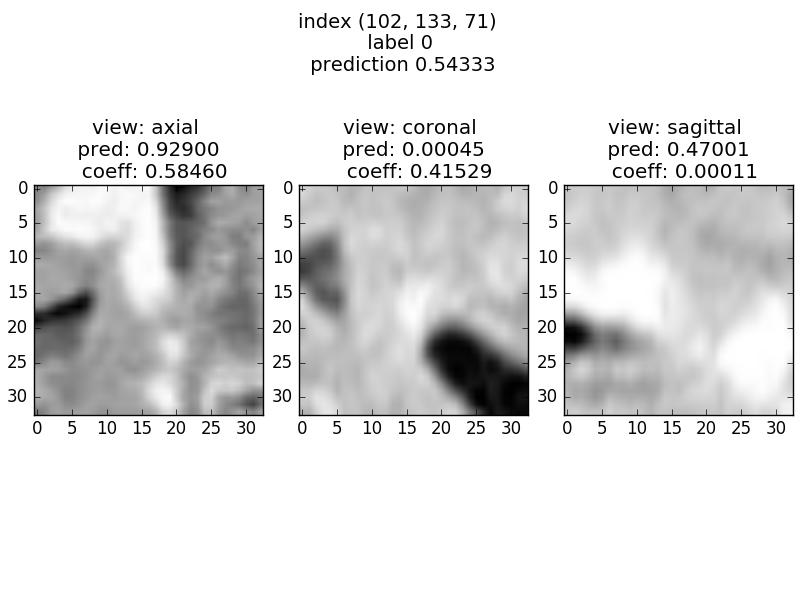 index (102, 133, 71)
label 0
prediction 0.54333
view: axial
pred: 0.92900
coeff: 0.58460
view: coronal
pred: 0.00045
coeff: 0.41529
view: sagittal
pred: 0.47001
coeff: 0.00011
0
5
10
15
20
25
30
0 5 10 15 20 25 30
0
5
10
15
20
25
30
0 5 10 15 20 25 30
0
5
10
15
20
25
30
0 5 10 15 20 25 30